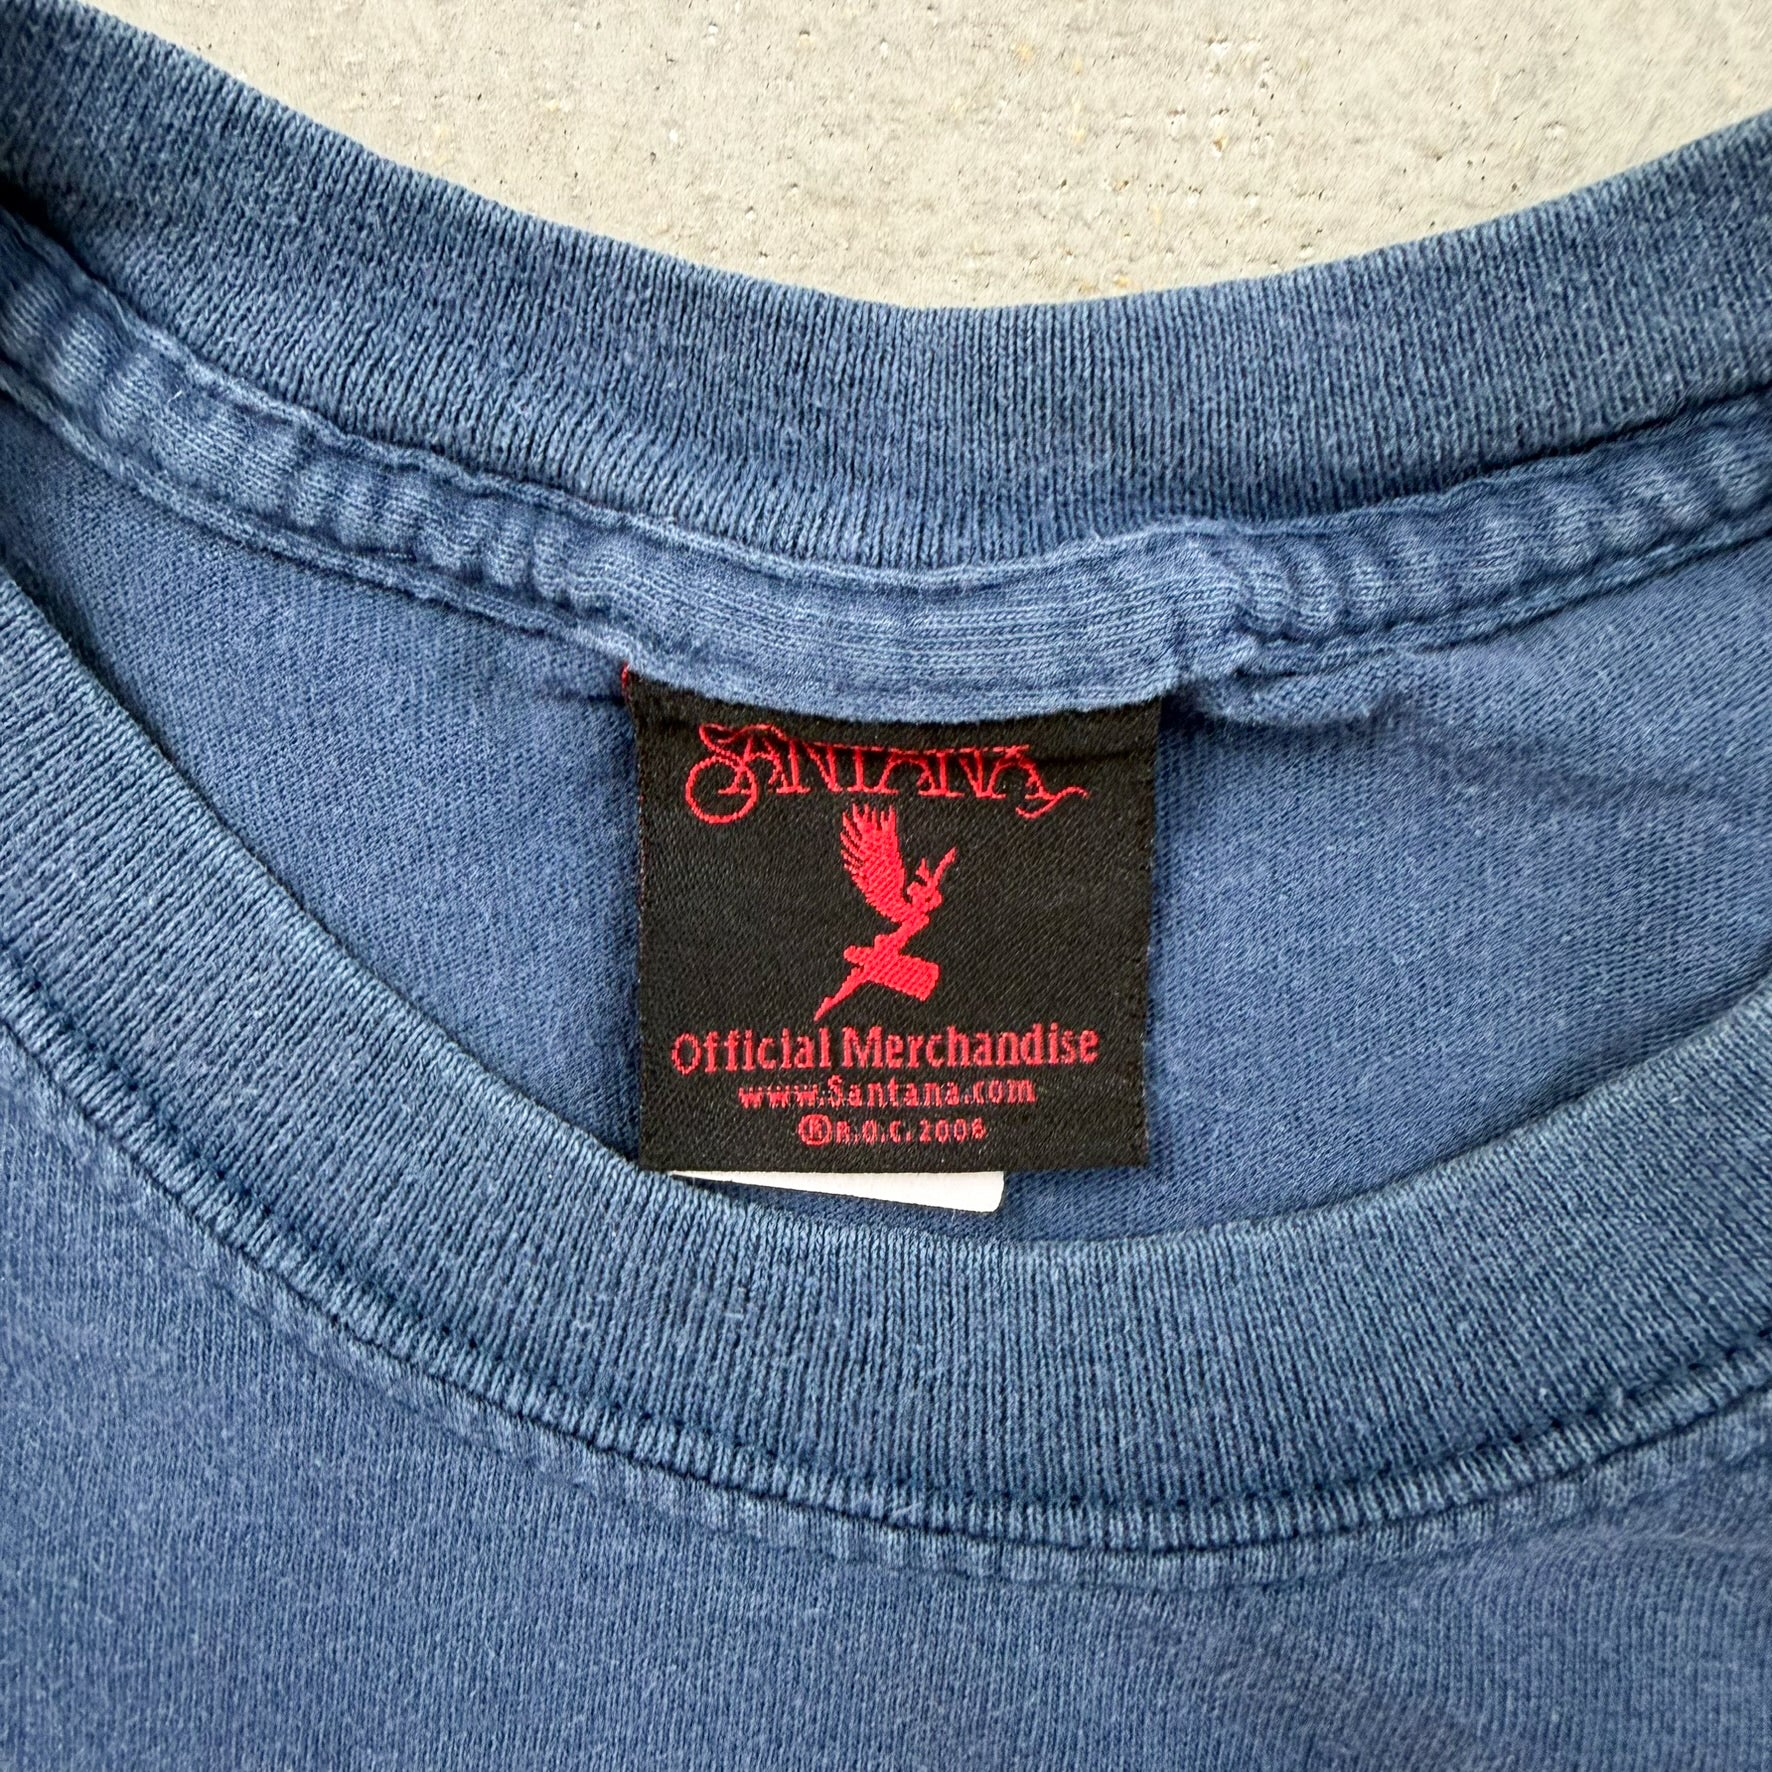 SANTANA
Official Merchandise
www.Santana.com
® R.O.C. 2006